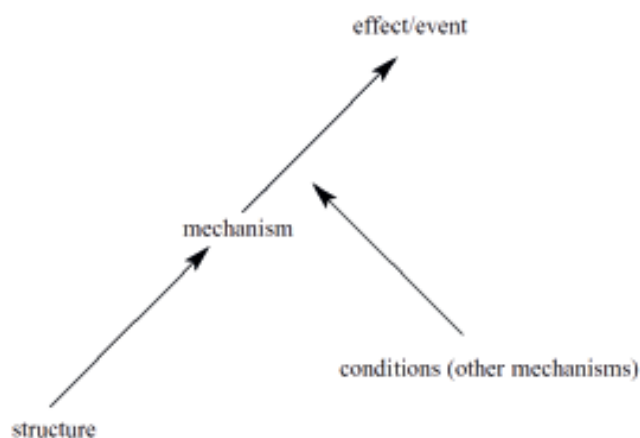 effect/event
mechanism
conditions (other mechanisms)
structure